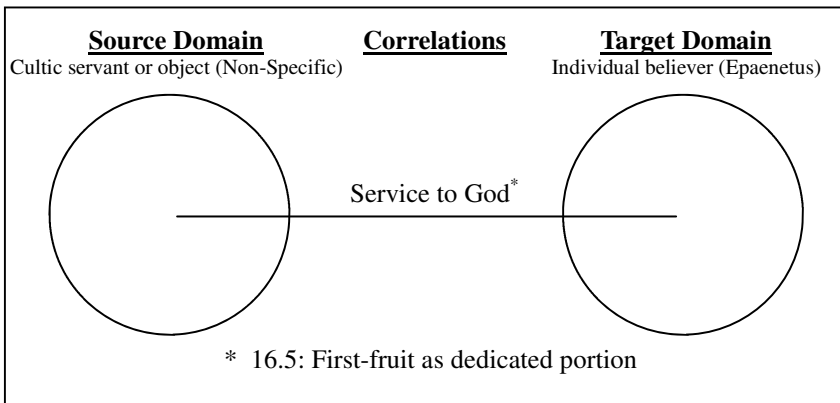 Source Domain Correlations Target Domain
Cultic servant or object (Non-Specific) Individual believer (Epaenetus)
Service to God*
* 16.5: First-fruit as dedicated portion